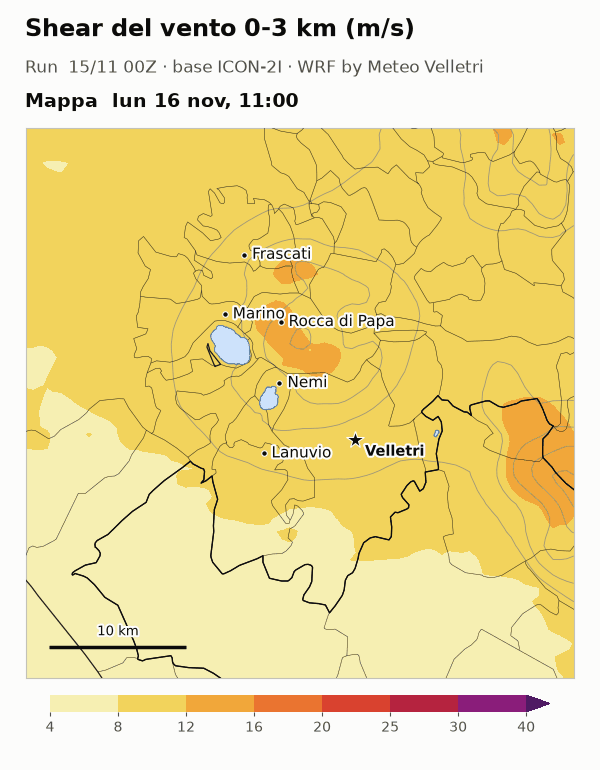 Shear del vento 0-3 km (m/s)
Run  15/11 00Z · base ICON-2I · WRF by Meteo Velletri
Mappa  lun 16 nov, 11:00
Frascati
Marino
Rocca di Papa
Nemi
Velletri
Lanuvio
10 km
4 8 12 16 20 25 30 40